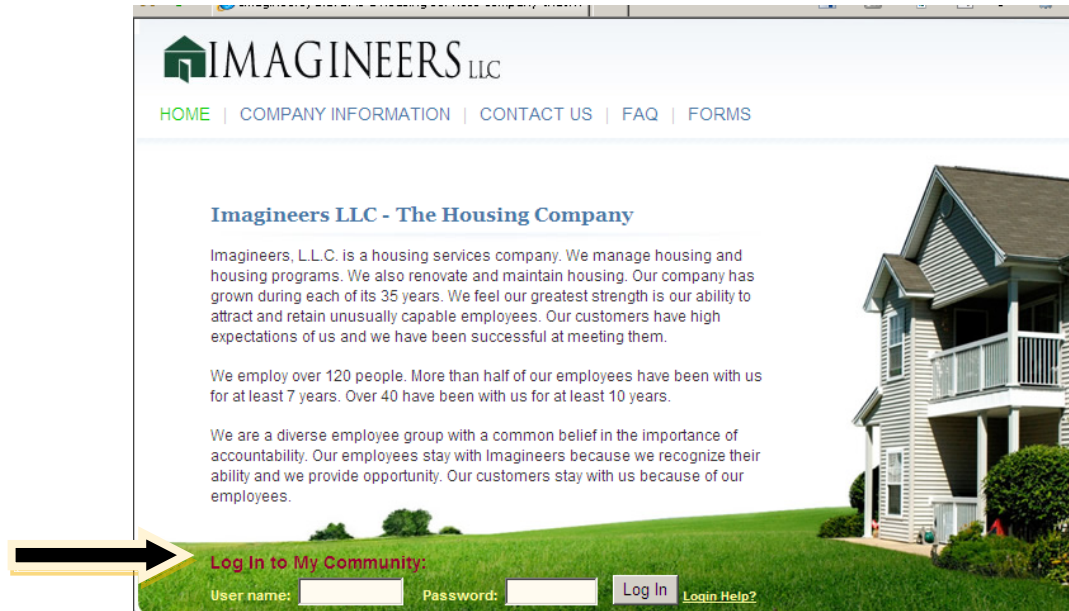 IMAGINEERS LLC
HOME | COMPANY INFORMATION | CONTACT US | FAQ | FORMS
Imagineers LLC - The Housing Company
Imagineers, L.L.C. is a housing services company. We manage housing and
housing programs. We also renovate and maintain housing. Our company has
grown during each of its 35 years. We feel our greatest strength is our ability to
attract and retain unusually capable employees. Our customers have high
expectations of us and we have been successful at meeting them.
We employ over 120 people. More than half of our employees have been with us
for at least 7 years. Over 40 have been with us for at least 10 years.
We are a diverse employee group with a common belief in the importance of
accountability. Our employees stay with Imagineers because we recognize their
ability and we provide opportunity. Our customers stay with us because of our
employees.
Log In to My Community:
User name: Password: Log In Login Help?